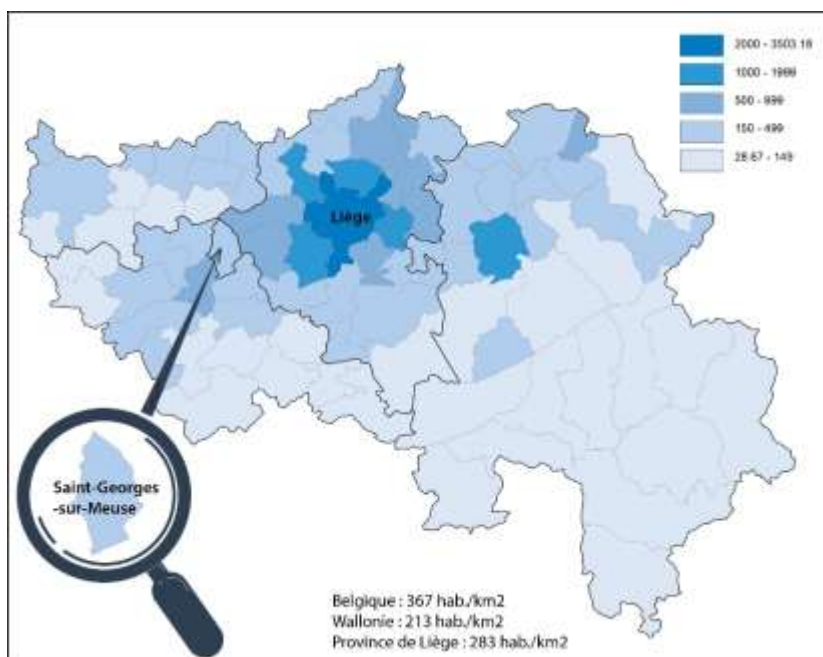 2000 - 3503.16
1000 - 1999
500 - 999
150 - 499
28.67 - 149
Liège
Saint-Georges
-sur-Meuse
Belgique : 367 hab./km2
Wallonie : 213 hab./km2
Province de Liège : 283 hab./km2